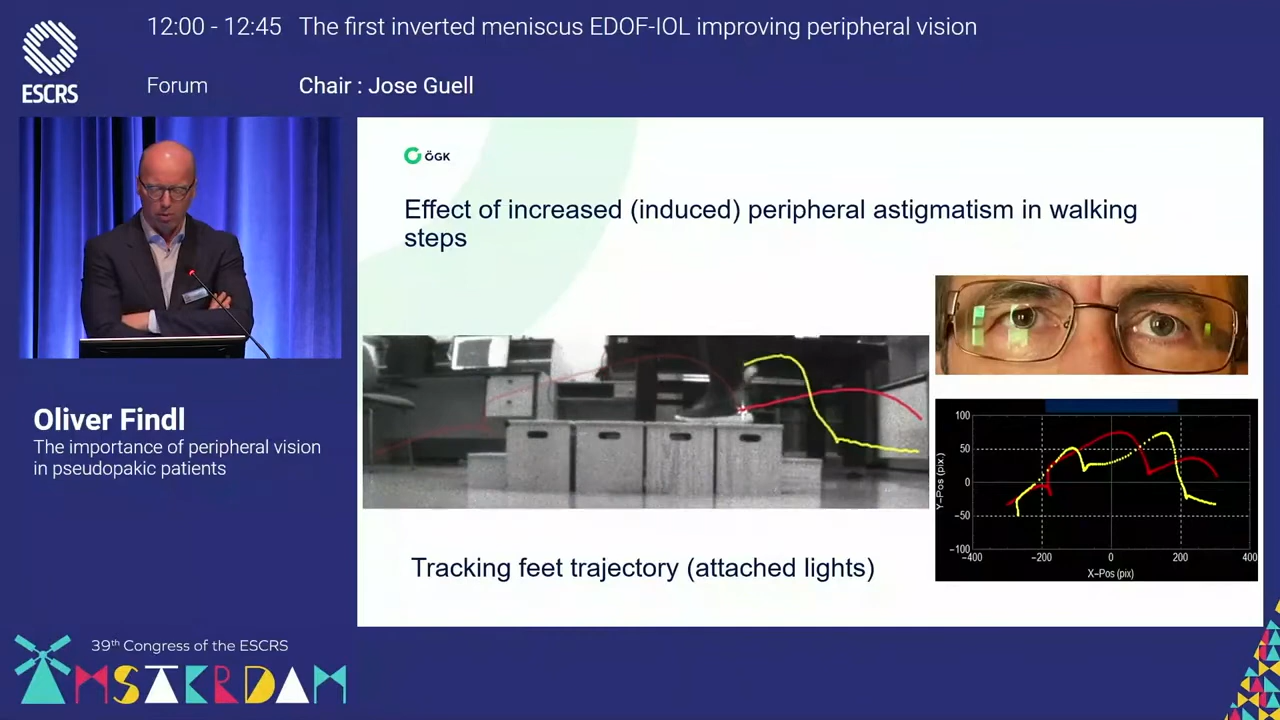 12:00 - 12:45 The first inverted meniscus EDOF-IOL improving peripheral vision
Forum Chair : Jose Guell
ESCRS
ÖGK
Effect of increased (induced) peripheral astigmatism in walking
steps
Oliver Findl
The importance of peripheral vision
in pseudopakic patients
Tracking feet trajectory (attached lights)
100
50
0
−50
−100
Y−Pos (pix.)
−400 −200 0 200 400
X−Pos (pix)
39th Congress of the ESCRS
AMSTERDAM